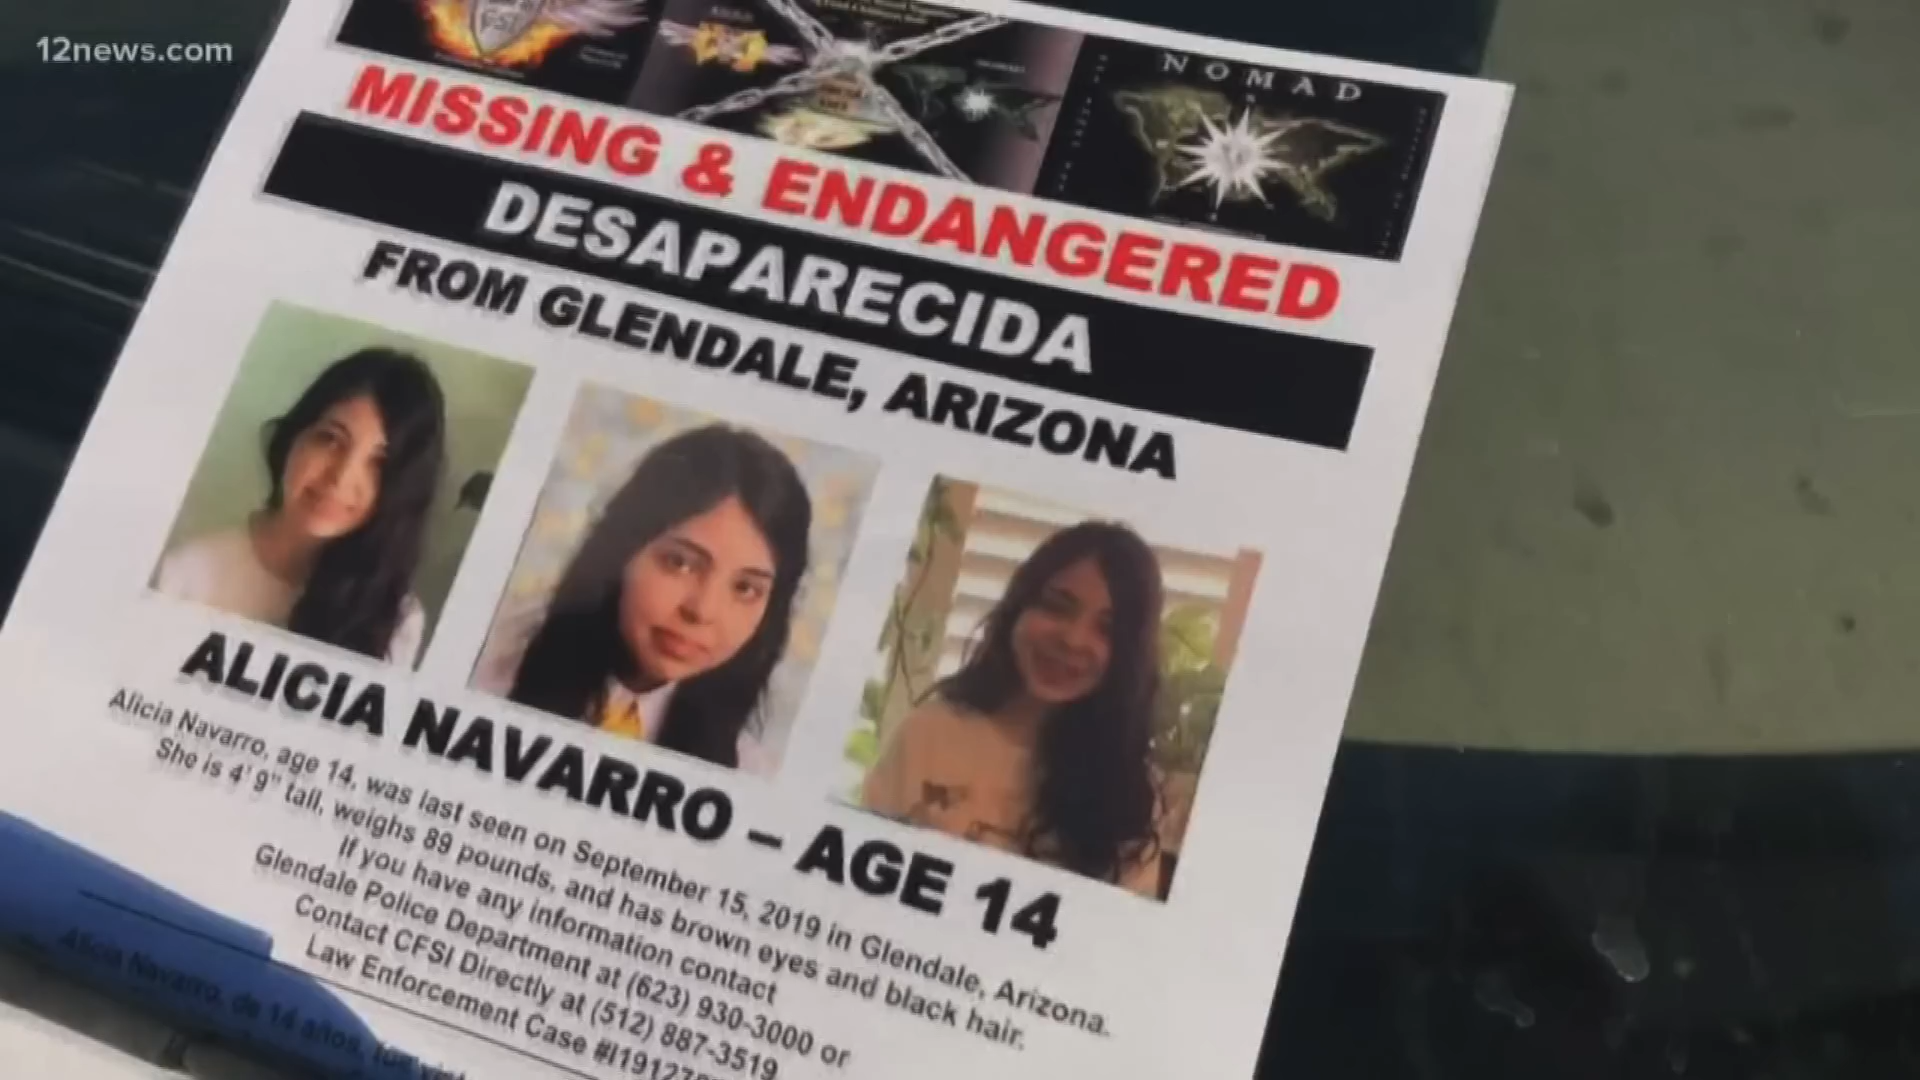 12news.com
NOMAD
MISSING & ENDANGERED
DESAPARECIDA
FROM GLENDALE, ARIZONA
ALICIA NAVARRO – AGE 14
Alicia Navarro, age 14, was last seen on September 15, 2019 in Glendale, Arizona.
She is 4' 9" tall, weighs 89 pounds, and has brown eyes and black hair.
If you have any information contact
Glendale Police Department at (623) 930-3000 or
Contact CFSI Directly at (512) 887-3519
Law Enforcement Case #I19127
Alicia Navarro, de 14 años,